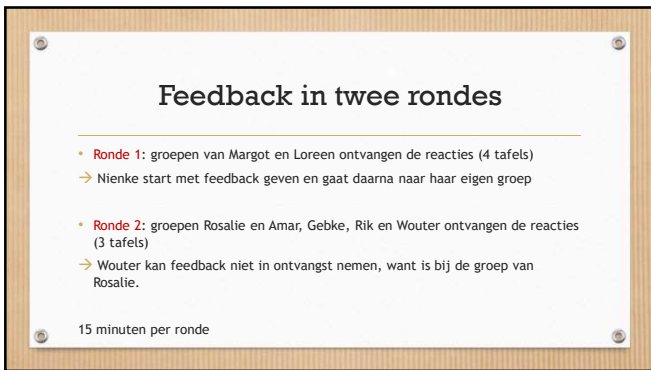 Feedback in twee rondes
• Ronde 1: groepen van Margot en Loreen ontvangen de reacties (4 tafels)
→ Nienke start met feedback geven en gaat daarna naar haar eigen groep
• Ronde 2: groepen Rosalie en Amar, Gebke, Rik en Wouter ontvangen de reacties
(3 tafels)
→ Wouter kan feedback niet in ontvangst nemen, want is bij de groep van
Rosalie.
15 minuten per ronde